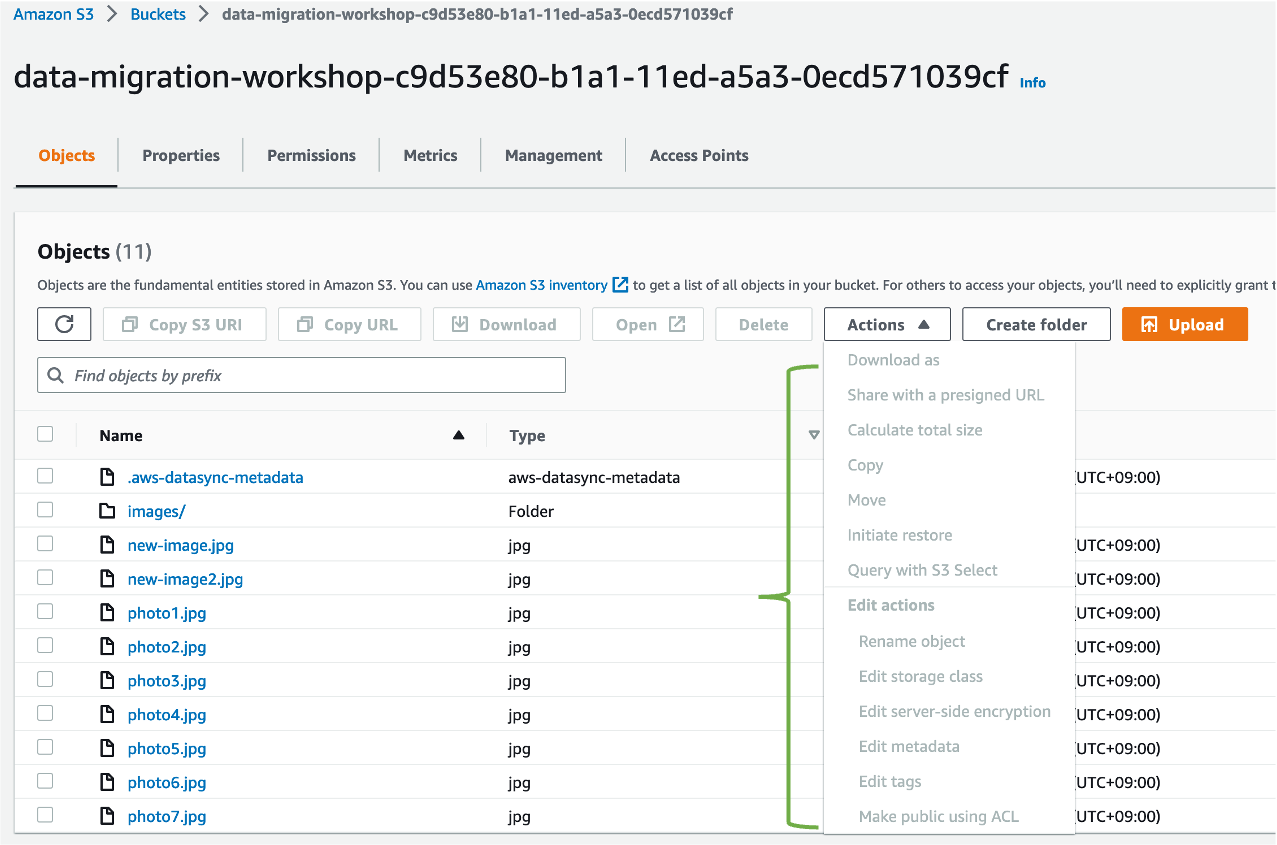 Amazon S3 > Buckets > data-migration-workshop-c9d53e80-b1a1-11ed-a5a3-0ecd571039cf
data-migration-workshop-c9d53e80-b1a1-11ed-a5a3-0ecd571039cf Info
Objects Properties Permissions Metrics Management Access Points
Objects (11)
Objects are the fundamental entities stored in Amazon S3. You can use Amazon S3 inventory to get a list of all objects in your bucket. For others to access your objects, you'll need to explicitly grant t
Copy S3 URI Copy URL Download Open Delete Actions Create folder Upload
Find objects by prefix
Download as
Share with a presigned URL
Calculate total size
Copy
Move
Initiate restore
Query with S3 Select
Edit actions
Rename object
Edit storage class
Edit server-side encryption
Edit metadata
Edit tags
Make public using ACL
Name Type
.aws-datasync-metadata aws-datasync-metadata (UTC+09:00)
images/ Folder
new-image.jpg jpg (UTC+09:00)
new-image2.jpg jpg (UTC+09:00)
photo1.jpg jpg (UTC+09:00)
photo2.jpg jpg (UTC+09:00)
photo3.jpg jpg (UTC+09:00)
photo4.jpg jpg (UTC+09:00)
photo5.jpg jpg (UTC+09:00)
photo6.jpg jpg (UTC+09:00)
photo7.jpg jpg (UTC+09:00)